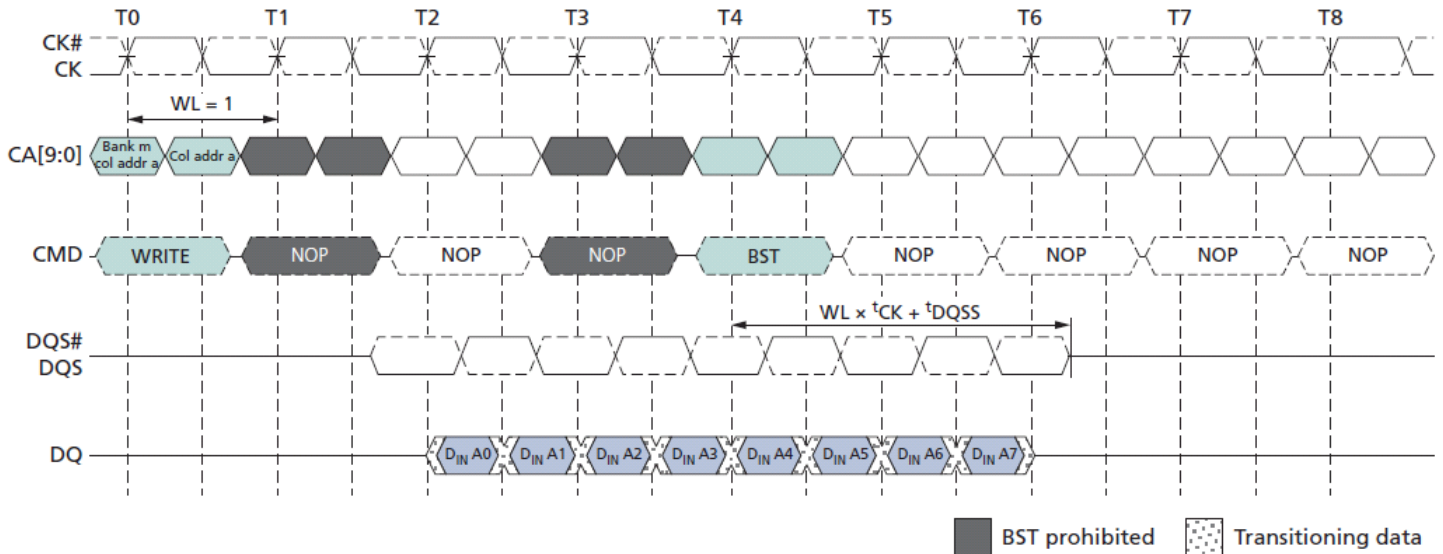 T0 T1 T2 T3 T4 T5 T6 T7 T8
CK#
CK
WL = 1
CA[9:0]
Bank m
col addr a
Col addr a
CMD WRITE NOP NOP NOP BST NOP NOP NOP NOP
WL × tCK + tDQSS
DQS#
DQS
DQ DIN A0 DIN A1 DIN A2 DIN A3 DIN A4 DIN A5 DIN A6 DIN A7
BST prohibited Transitioning data